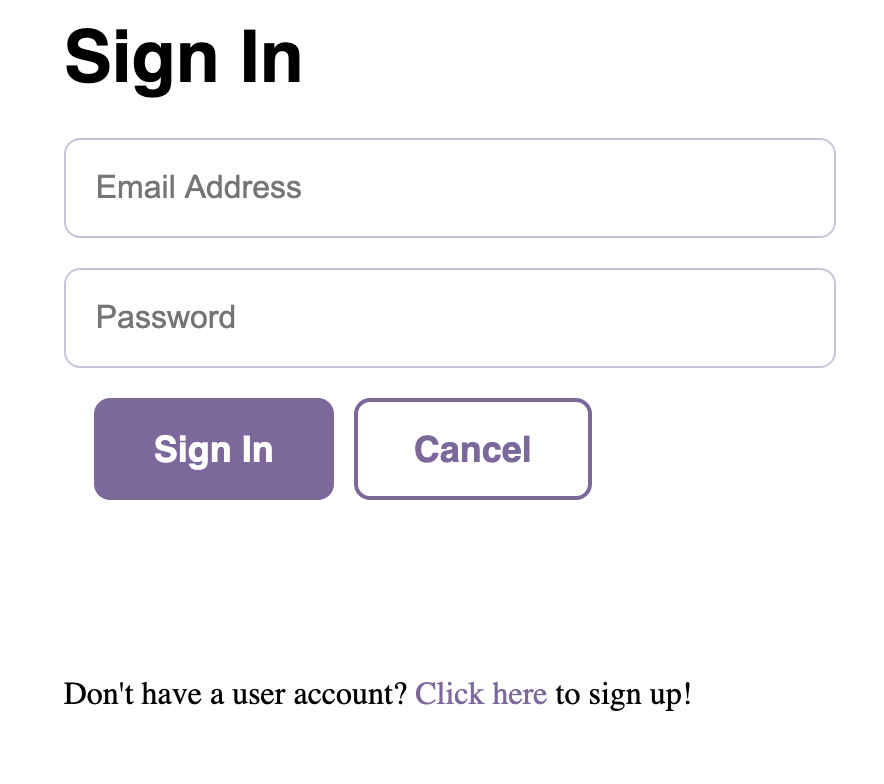 Sign In
Email Address
Password
Sign In Cancel
Don't have a user account? Click here to sign up!